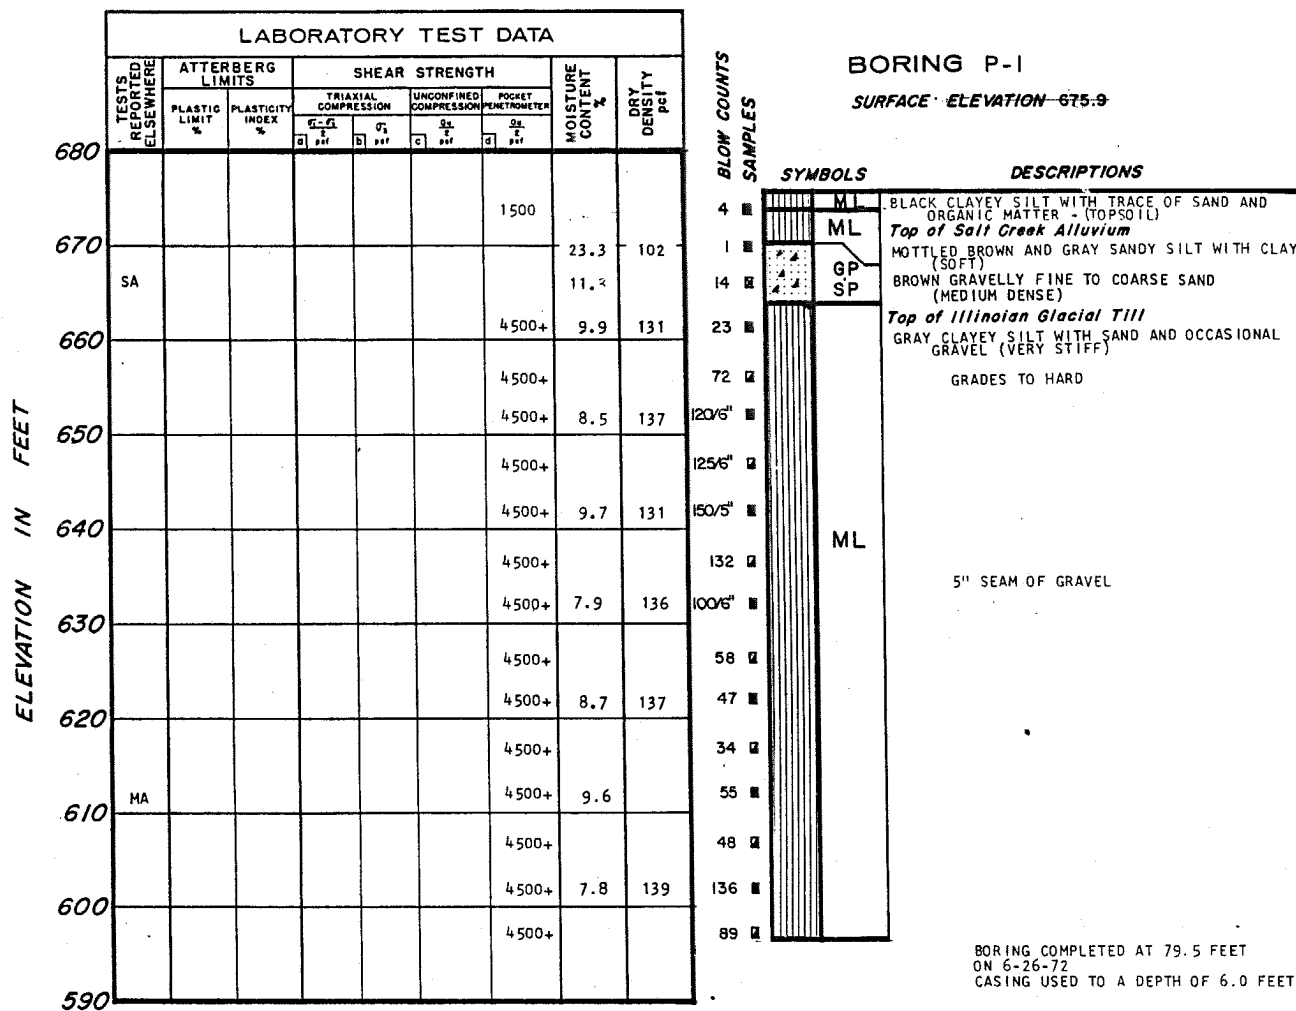 LABORATORY TEST DATA
TESTS REPORTED ELSEWHERE
ATTERBERG LIMITS
SHEAR STRENGTH
MOISTURE CONTENT %
DRY DENSITY pcf
PLASTIC LIMIT %
PLASTICITY INDEX %
TRIAXIAL COMPRESSION
UNCONFINED COMPRESSION
POCKET PENETROMETER
a
psf
b
psf
c
psf
d
psf
BLOW COUNTS
SAMPLES
BORING P-1
SURFACE ELEVATION 675.9
SYMBOLS
DESCRIPTIONS
ELEVATION IN FEET
680
1500
4
ML
BLACK CLAYEY SILT WITH TRACE OF SAND AND
ORGANIC MATTER - (TOPSOIL)
ML
Top of Salt Creek Alluvium
670
23.3
102
1
MOTTLED BROWN AND GRAY SANDY SILT WITH CLAY
(SOFT)
SA
14
GP
SP
BROWN GRAVELLY FINE TO COARSE SAND
(MEDIUM DENSE)
4500+
9.9
131
23
Top of Illinoian Glacial Till
660
GRAY CLAYEY SILT WITH SAND AND OCCASIONAL
GRAVEL (VERY STIFF)
4500+
72
GRADES TO HARD
4500+
8.5
137
120/6"
650
4500+
125/6"
4500+
9.7
131
150/5"
640
ML
4500+
132
5" SEAM OF GRAVEL
4500+
7.9
136
100/6"
630
4500+
58
4500+
8.7
137
47
620
4500+
34
MA
4500+
9.6
55
610
4500+
48
4500+
7.8
139
136
600
4500+
89
BORING COMPLETED AT 79.5 FEET
ON 6-26-72
CASING USED TO A DEPTH OF 6.0 FEET
590